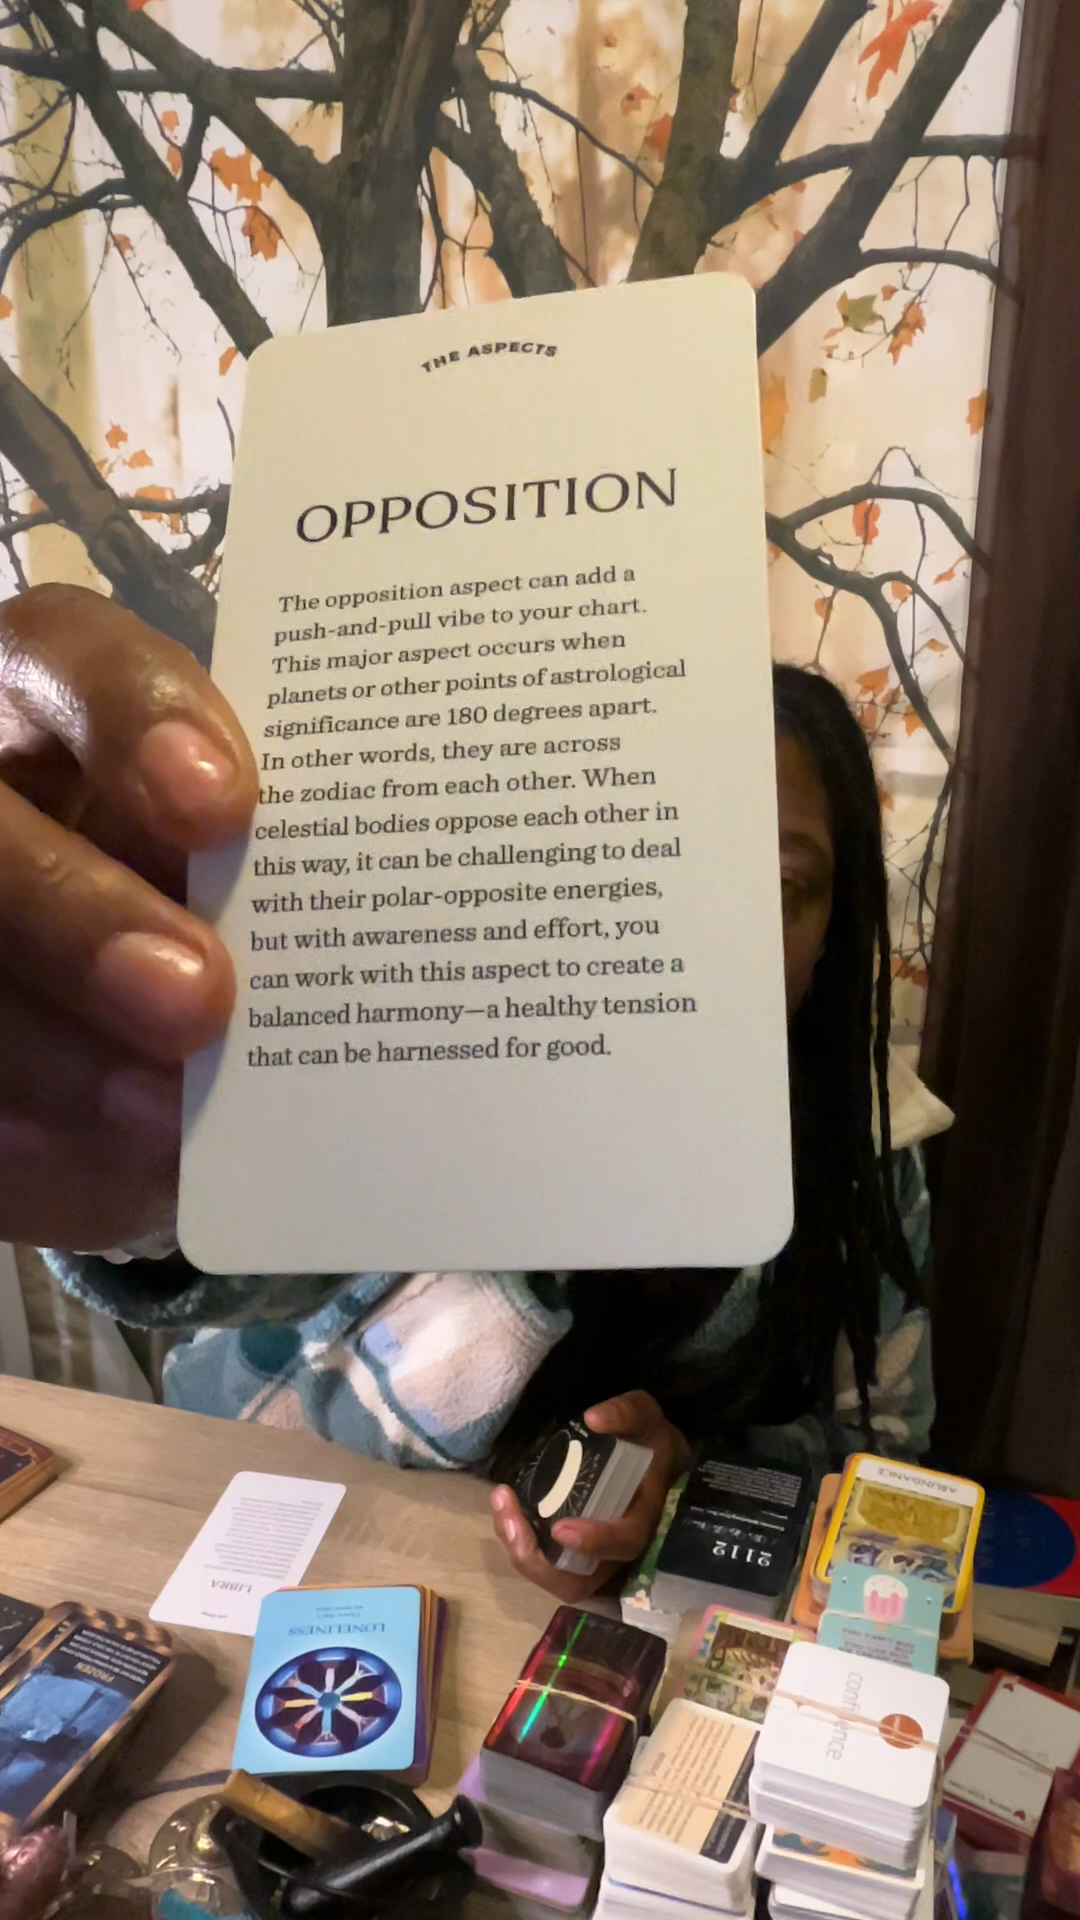 THE ASPECTS
OPPOSITION
The opposition aspect can add a
push-and-pull vibe to your chart.
This major aspect occurs when
planets or other points of astrological
significance are 180 degrees apart.
In other words, they are across
the zodiac from each other. When
celestial bodies oppose each other in
this way, it can be challenging to deal
with their polar-opposite energies,
but with awareness and effort, you
can work with this aspect to create a
balanced harmony—a healthy tension
that can be harnessed for good.
LIBRA
LONELINESS
FROZEN
2112
ABUNDANCE